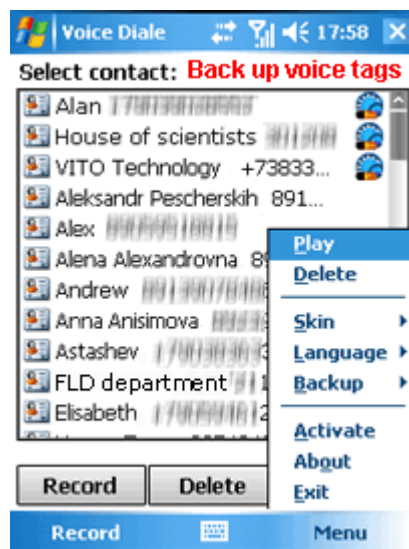 Voice Diale 17:58
Select contact: Back up voice tags
Alan
House of scientists
VITO Technology +73833...
Aleksandr Pescherskih 891...
Alex
Alena Alexandrovna 89
Andrew
Anna Anisimova
Astashev
FLD department
Elisabeth
Play
Delete
Skin
Language
Backup
Activate
About
Exit
Record Delete
Record Menu